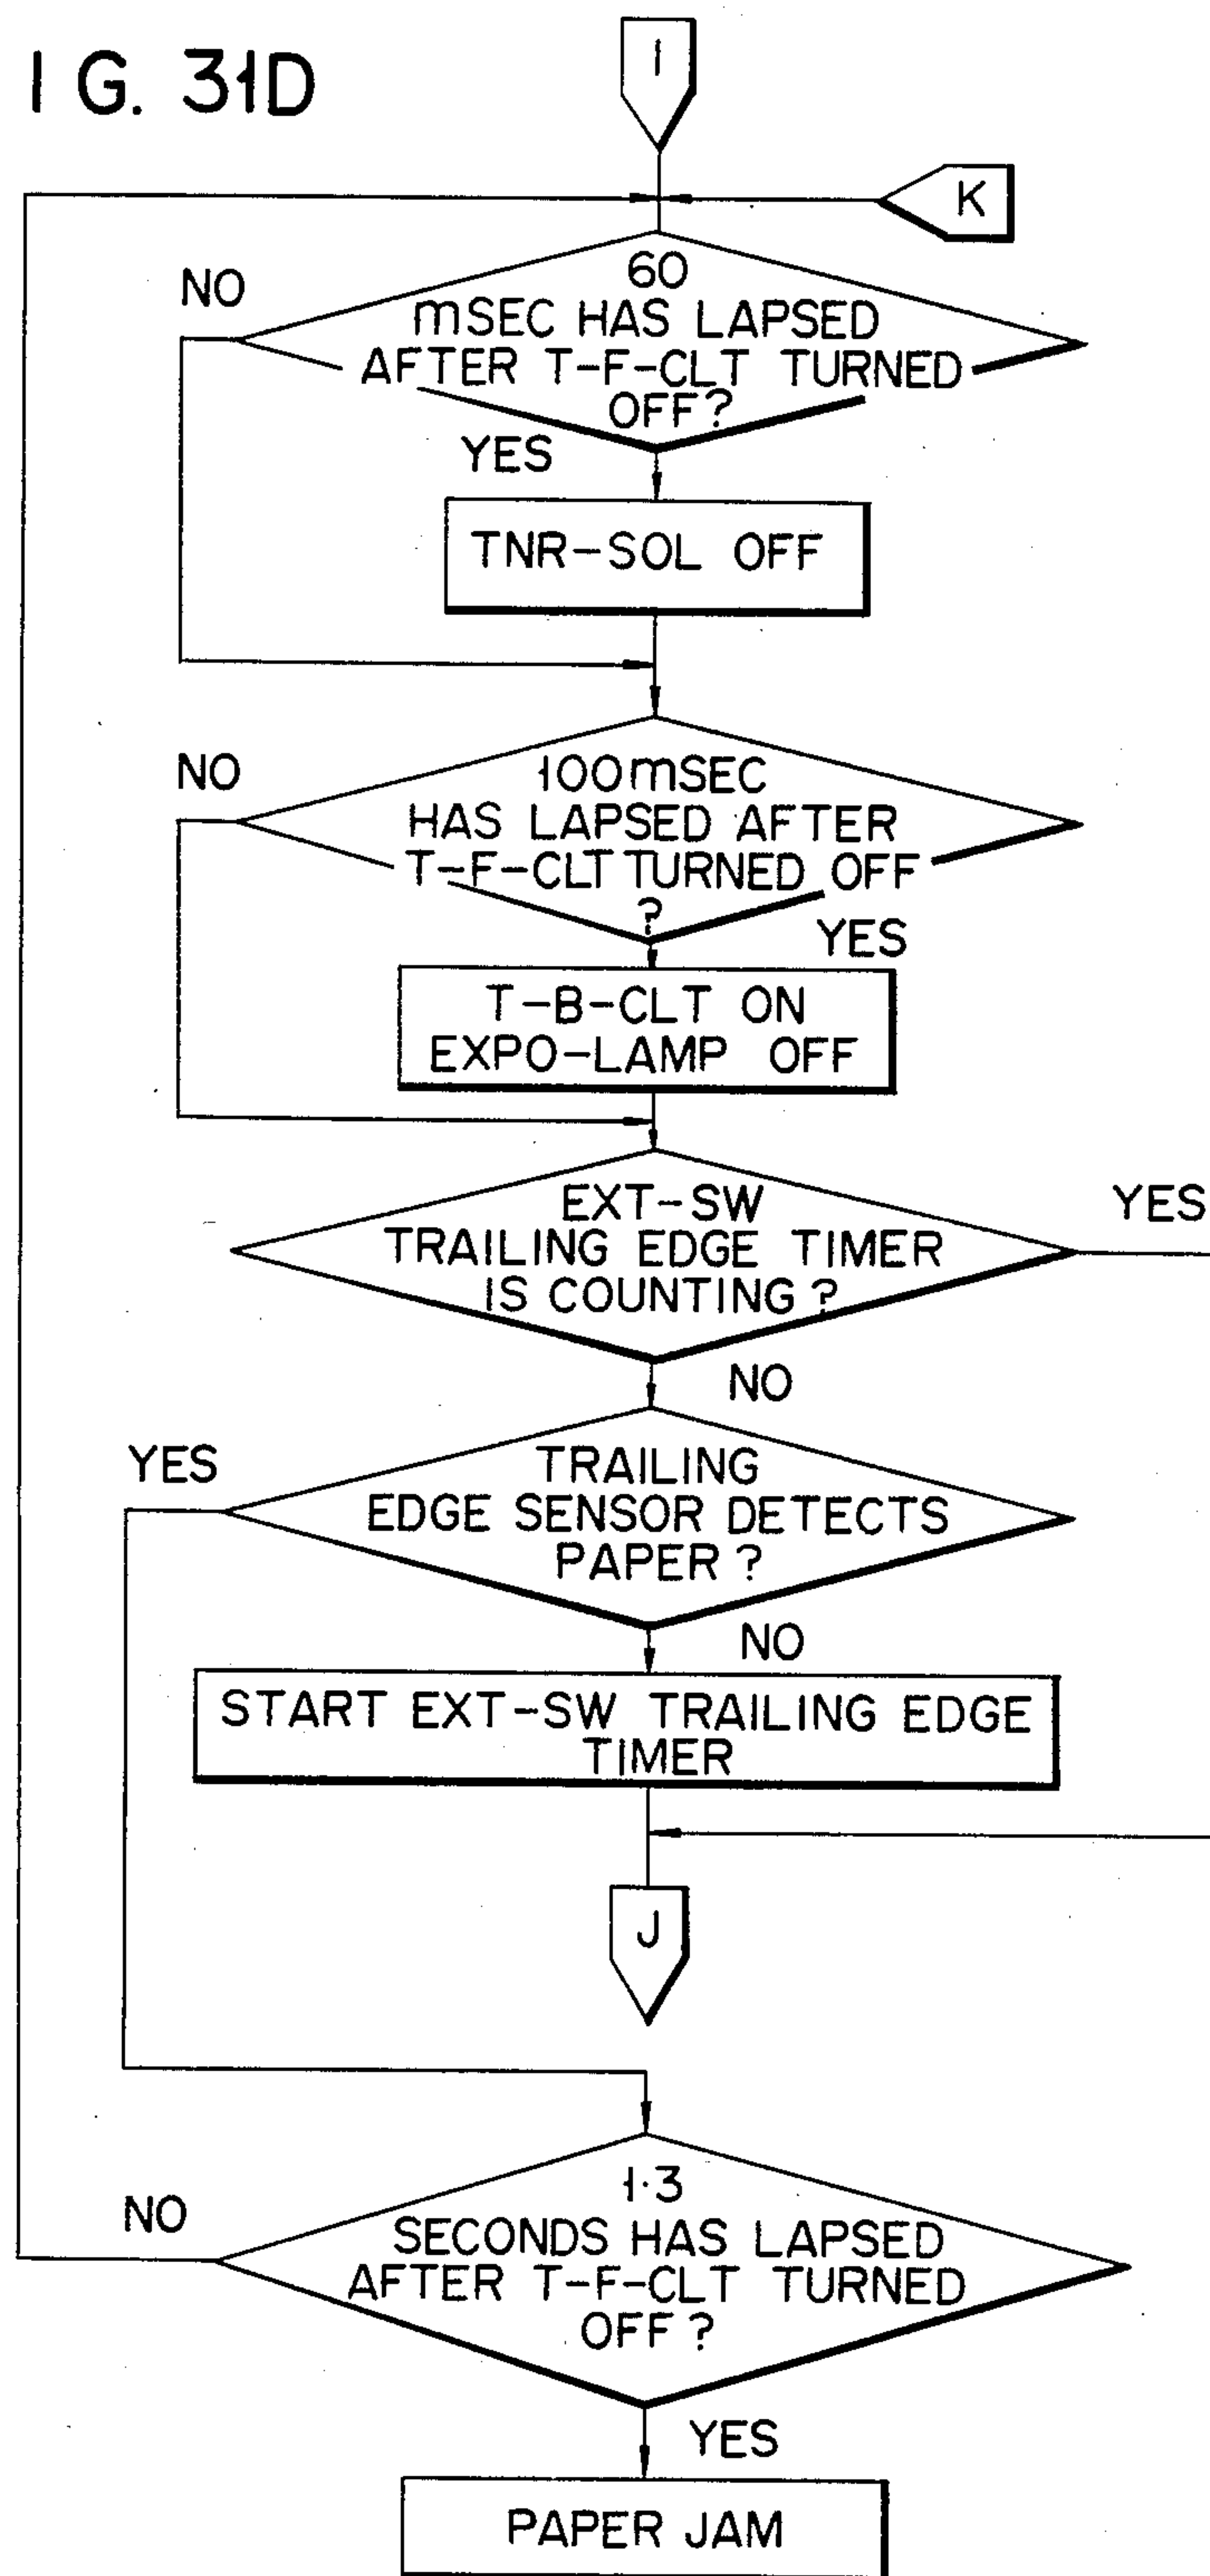 I G. 31D
I
K
NO
60
mSEC HAS LAPSED
AFTER T-F-CLT TURNED
OFF?
YES
TNR-SOL OFF
NO
100mSEC
HAS LAPSED AFTER
T-F-CLT TURNED OFF
?
YES
T-B-CLT ON
EXPO-LAMP OFF
EXT-SW
TRAILING EDGE TIMER
IS COUNTING?
YES
NO
YES
TRAILING
EDGE SENSOR DETECTS
PAPER?
NO
START EXT-SW TRAILING EDGE
TIMER
J
NO
1.3
SECONDS HAS LAPSED
AFTER T-F-CLT TURNED
OFF?
YES
PAPER JAM